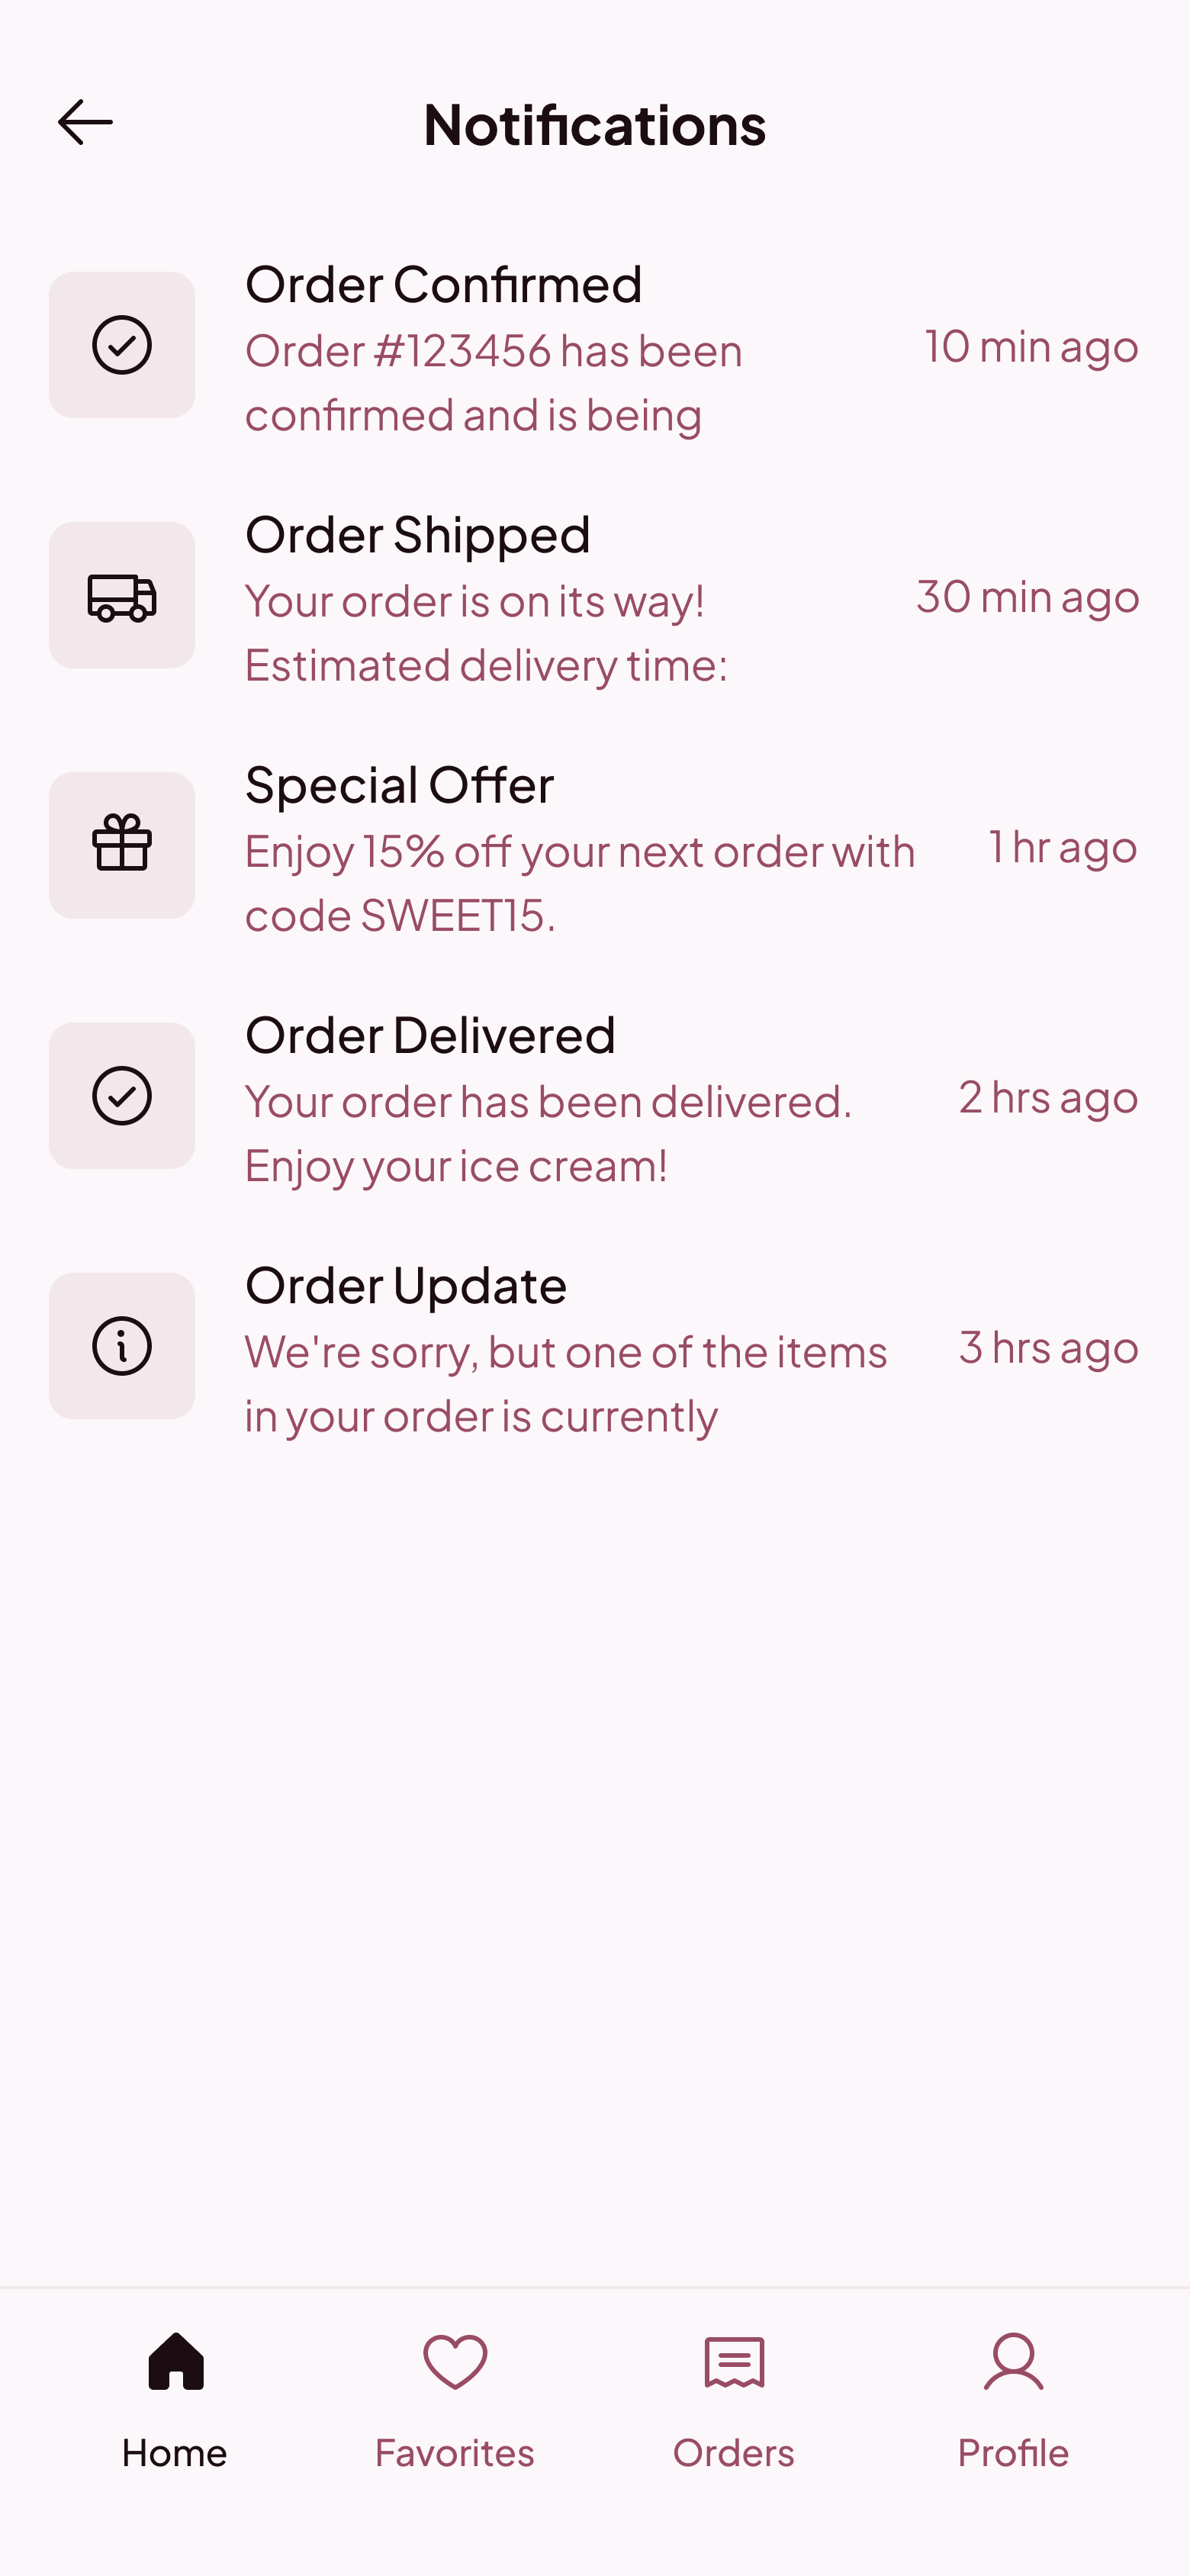 Notifications
Order Confirmed
Order #123456 has been
confirmed and is being
10 min ago
Order Shipped
Your order is on its way!
Estimated delivery time:
30 min ago
Special Offer
Enjoy 15% off your next order with
code SWEET15.
1 hr ago
Order Delivered
Your order has been delivered.
Enjoy your ice cream!
2 hrs ago
Order Update
We're sorry, but one of the items
in your order is currently
3 hrs ago
Home
Favorites
Orders
Profile